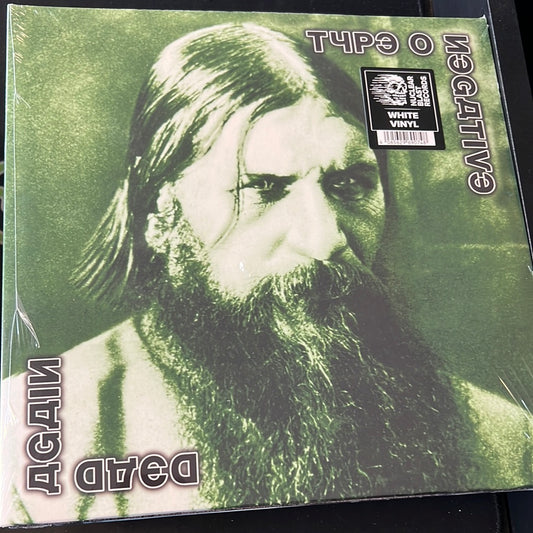 TYPE O
NEGATIVE
NUCLEAR
BLAST
RECORDS
WHITE
VINYL
DEAD
AGAIN